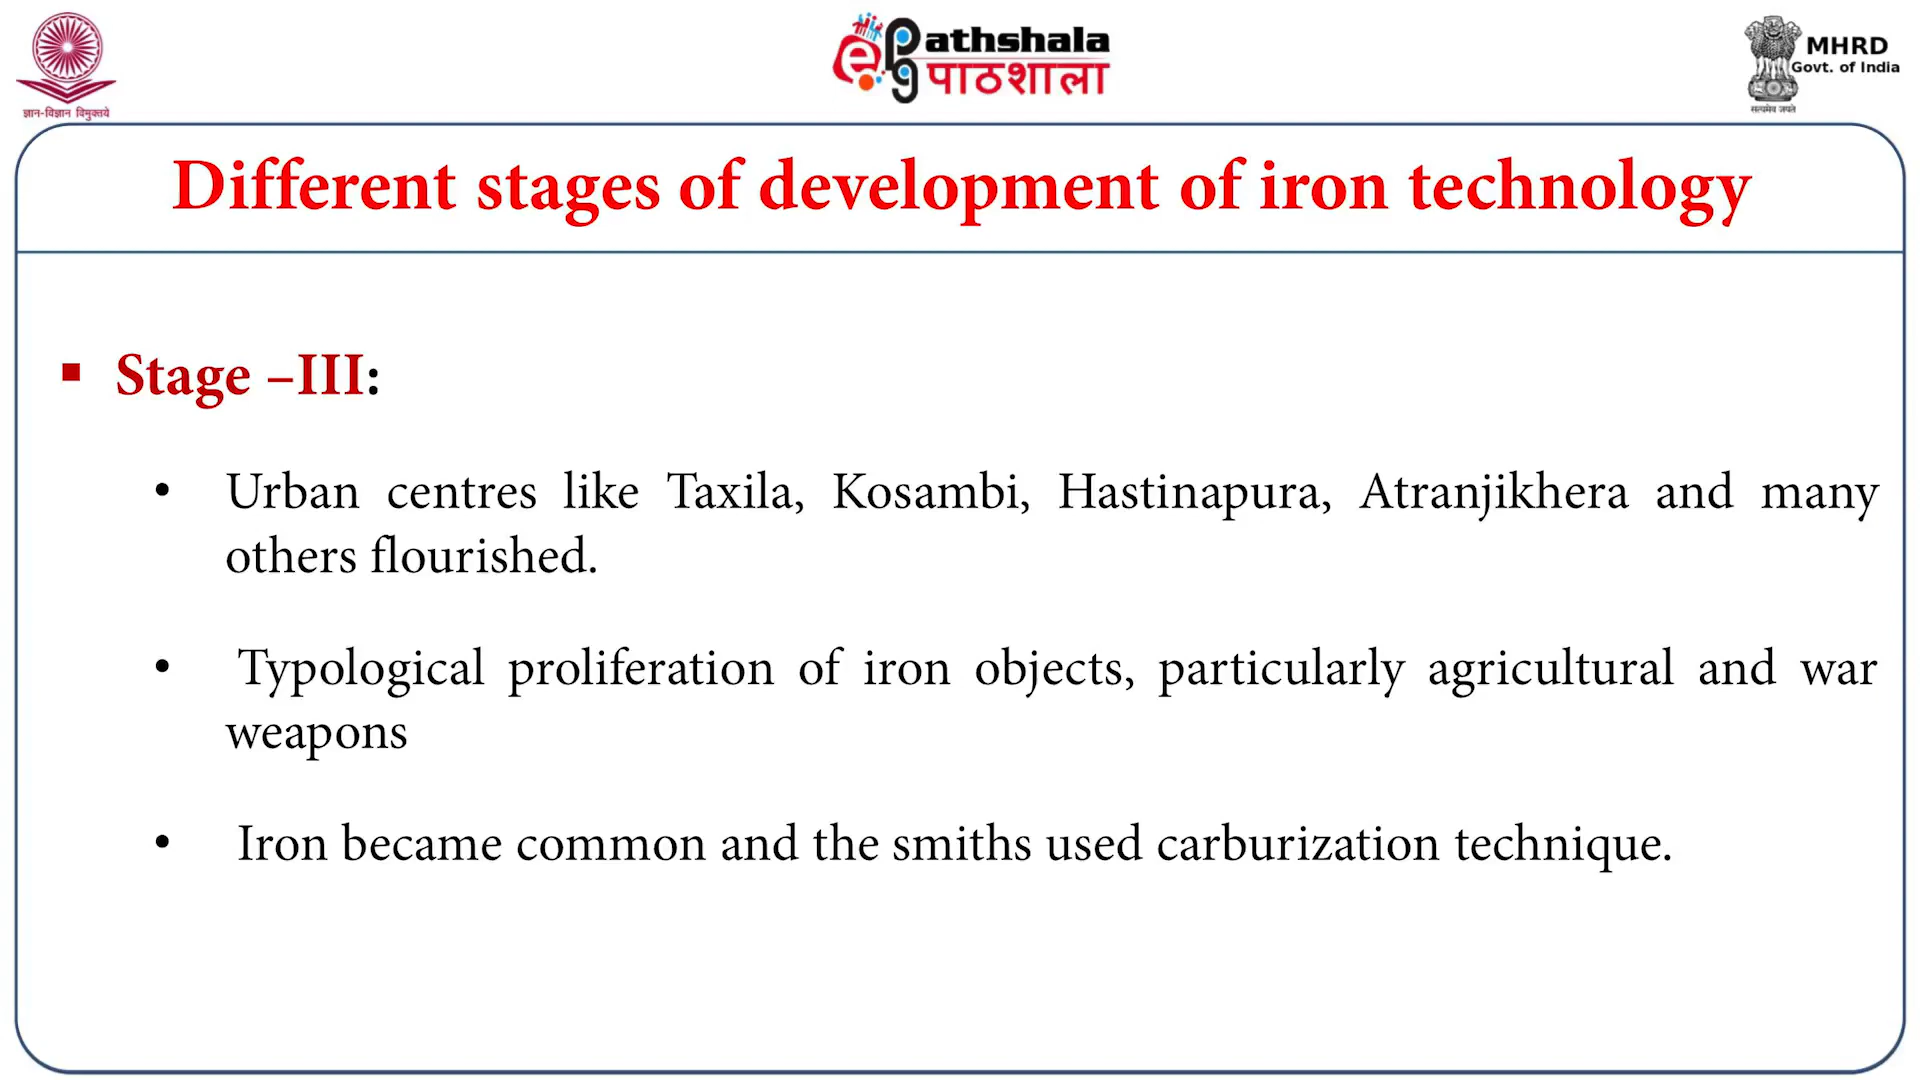 ज्ञान-विज्ञान विमुक्तये
e
PG
Pathshala
पाठशाला
MHRD
Govt. of India
सत्यमेव जयते
Different stages of development of iron technology
▪ Stage –III:
• Urban centres like Taxila, Kosambi, Hastinapura, Atranjikhera and many
others flourished.
• Typological proliferation of iron objects, particularly agricultural and war
weapons
• Iron became common and the smiths used carburization technique.